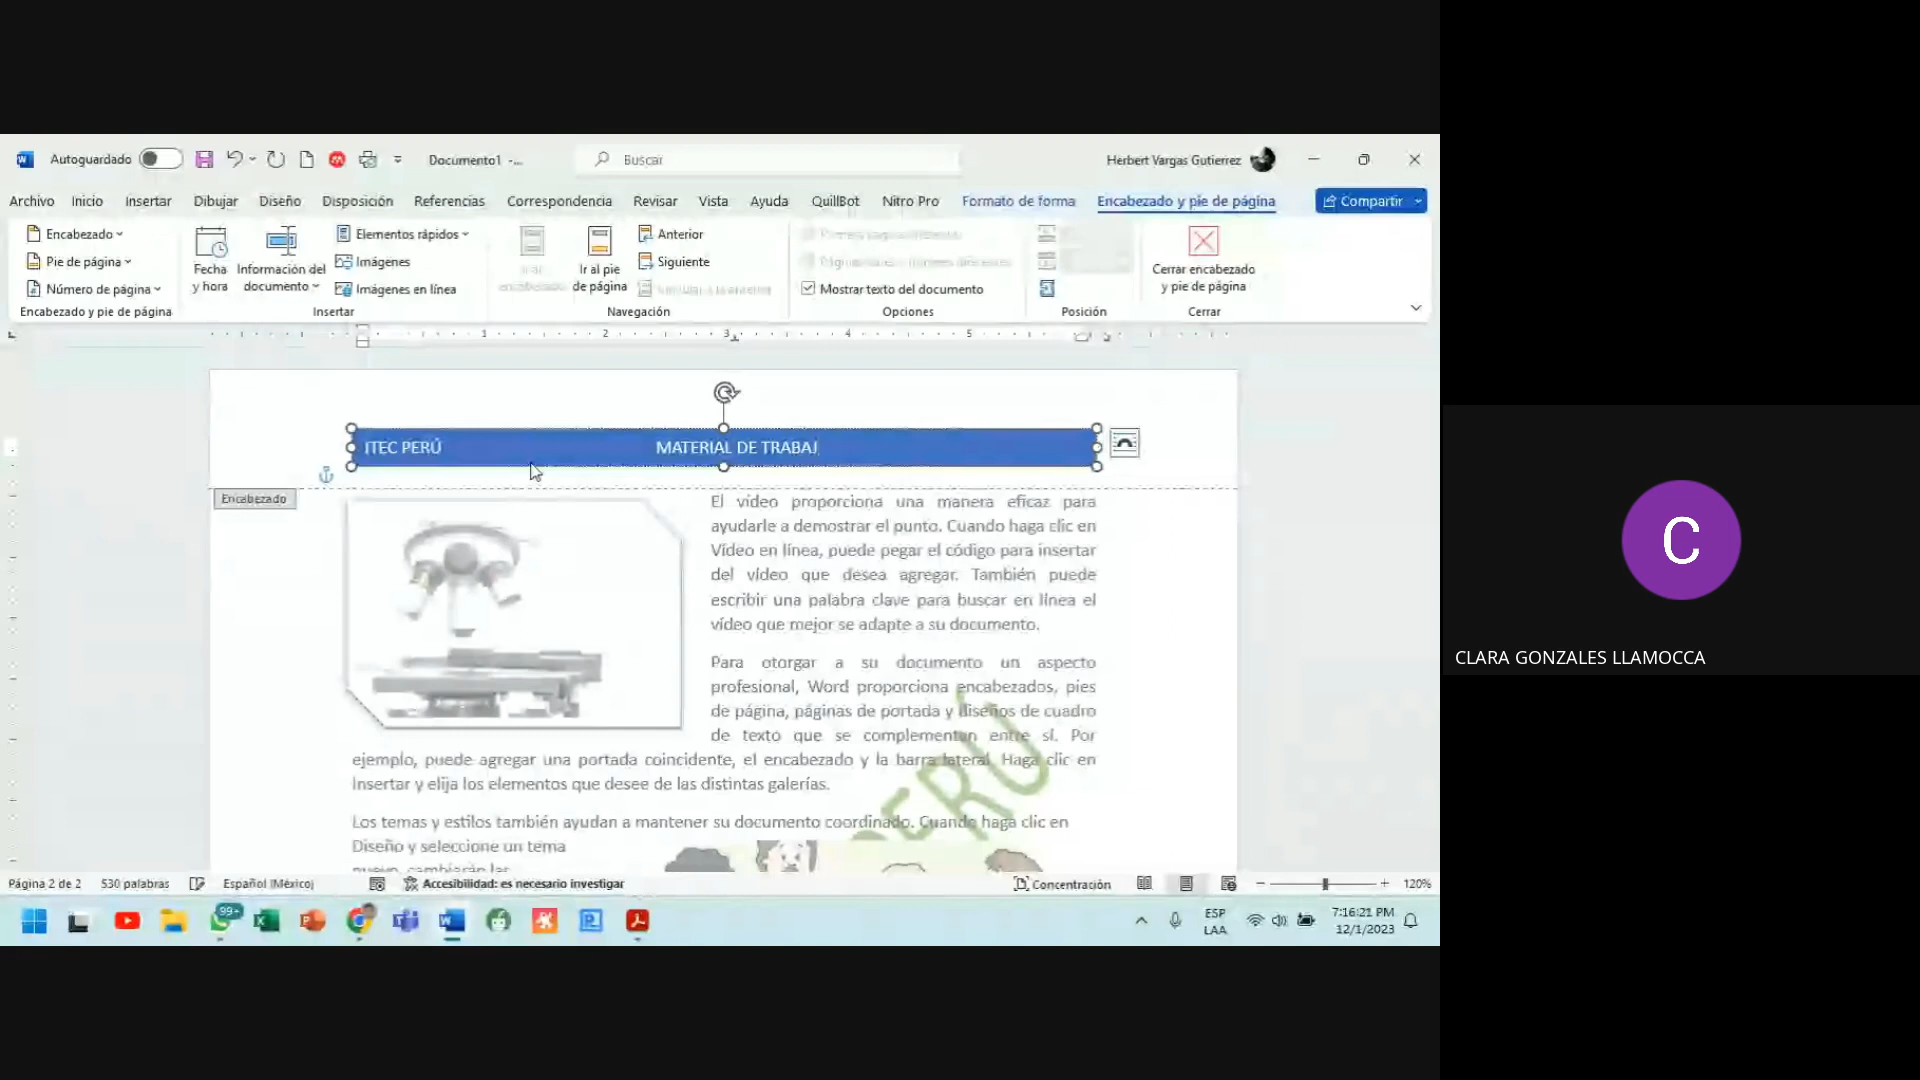 Autoguardado
Documento1 -...
Buscar
Herbert Vargas Gutierrez
Archivo Inicio Insertar Dibujar Diseño Disposición Referencias Correspondencia Revisar Vista Ayuda QuillBot Nitro Pro Formato de forma Encabezado y pie de página Compartir
Encabezado
Pie de página
Número de página
Encabezado y pie de página
Fecha
y hora
Información del
documento
Elementos rápidos
Imágenes
Imágenes en línea
Insertar
Ir al pie
de página
Anterior
Siguiente
Navegación
Mostrar texto del documento
Opciones
Posición
Cerrar encabezado
y pie de página
Cerrar
1 2 3 4 5
ITEC PERÚ MATERIAL DE TRABAJ
Encabezado
El vídeo proporciona una manera eficaz para
ayudarle a demostrar el punto. Cuando haga clic en
Vídeo en línea, puede pegar el código para insertar
del vídeo que desea agregar. También puede
escribir una palabra clave para buscar en línea el
vídeo que mejor se adapte a su documento.
Para otorgar a su documento un aspecto
profesional, Word proporciona encabezados, pies
de página, páginas de portada y diseños de cuadro
de texto que se complementan entre sí. Por
ejemplo, puede agregar una portada coincidente, el encabezado y la barra lateral. Haga clic en
Insertar y elija los elementos que desee de las distintas galerías.
Los temas y estilos también ayudan a mantener su documento coordinado. Cuando haga clic en
Diseño y seleccione un tema
nuevo, cambiarán las
PERÚ
Página 2 de 2 530 palabras Español (México) Accesibilidad: es necesario investigar Concentración 120%
99+
ESP
LAA
7:16:21 PM
12/1/2023
C
CLARA GONZALES LLAMOCCA